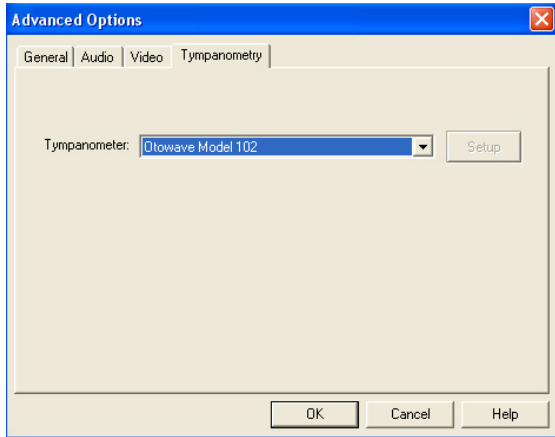 Advanced Options
General Audio Video Tympanometry
Tympanometer: Otowave Model 102 Setup
OK Cancel Help